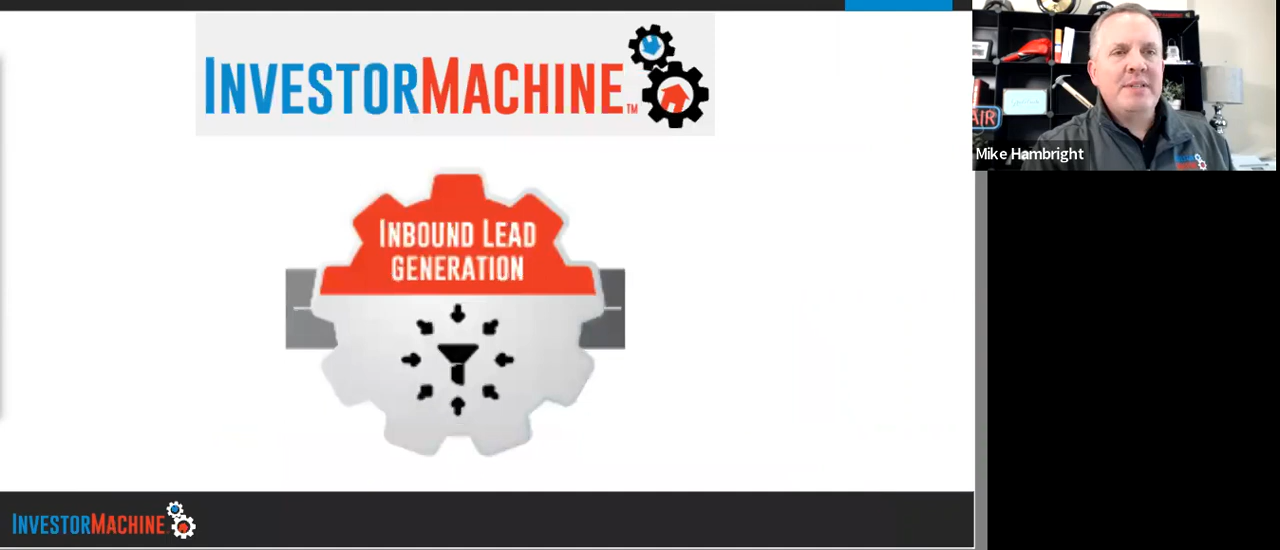 INVESTORMACHINE™
INBOUND LEAD
GENERATION
Mike Hambright
AIR
INVESTORMACHINE